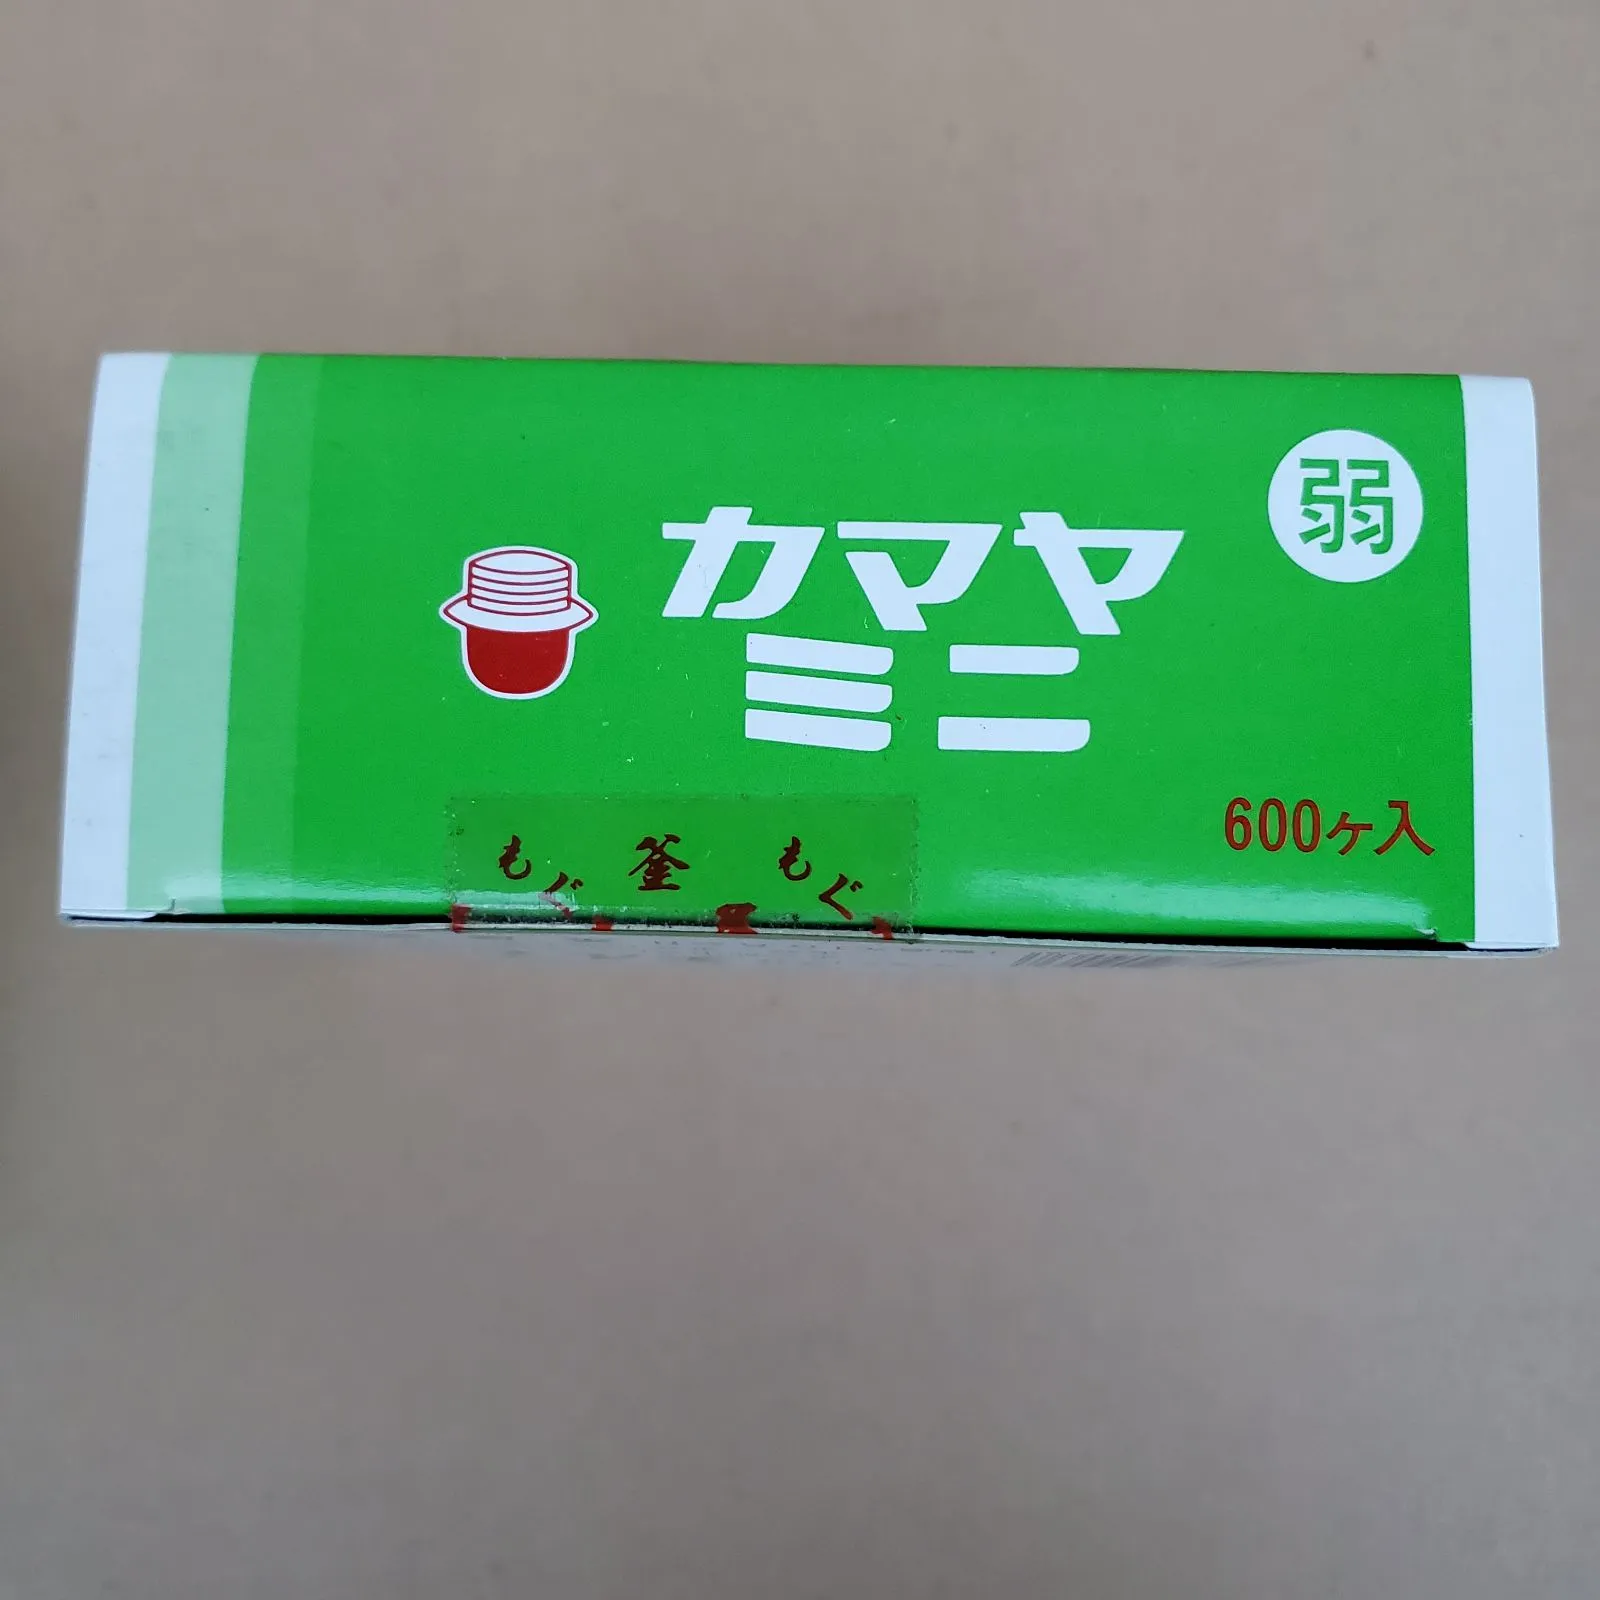 弱
カマヤ
ミニ
600ヶ入
もぐ 釜 もぐ